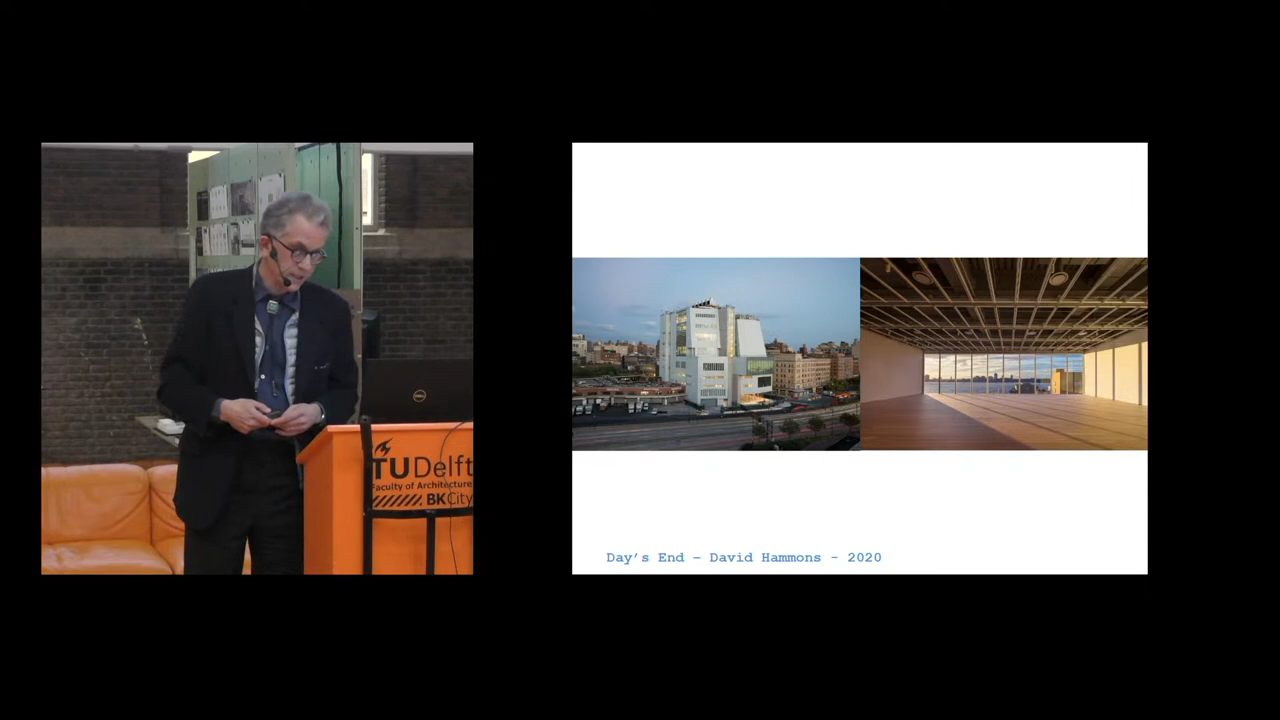 TUDelft
Faculty of Architecture
BKCity
Day's End – David Hammons - 2020